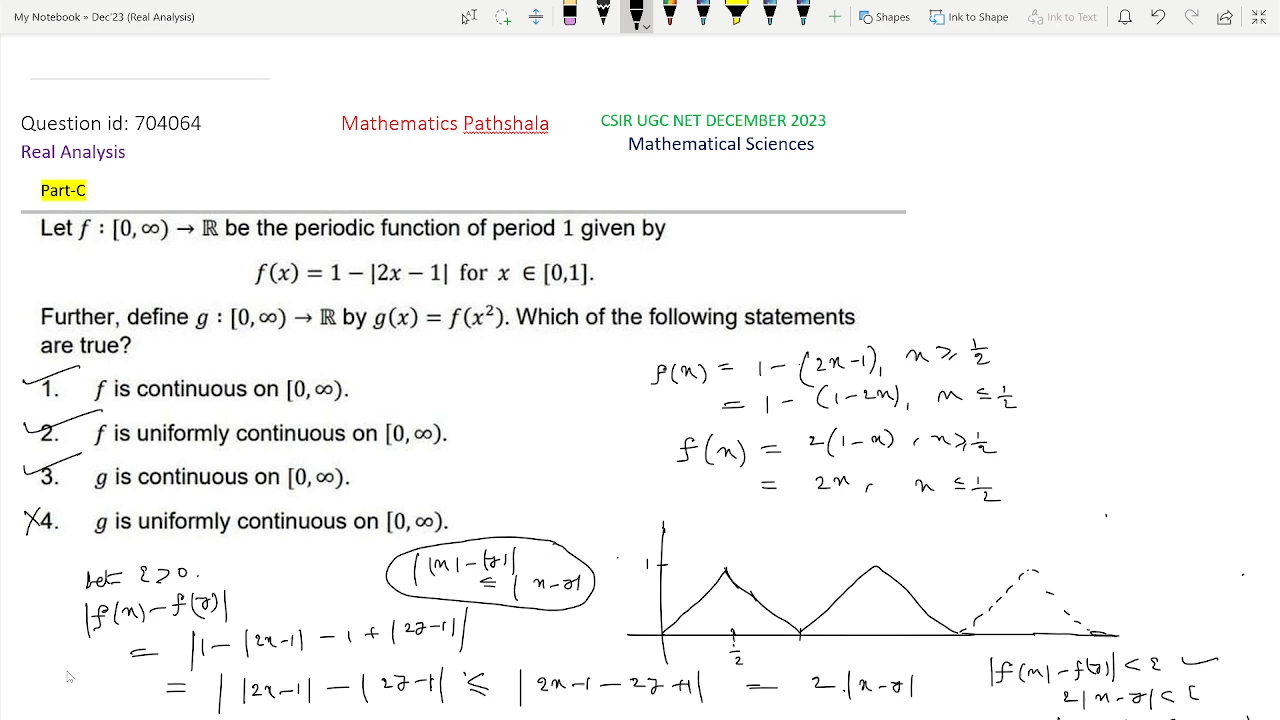 My Notebook » Dec'23 (Real Analysis)
Shapes
Ink to Shape
Ink to Text
Question id: 704064
Mathematics Pathshala
CSIR UGC NET DECEMBER 2023
Real Analysis
Mathematical Sciences
Part-C
Let f : [0, ∞) → ℝ be the periodic function of period 1 given by
f(x) = 1 − |2x − 1| for x ∈ [0,1].
Further, define g : [0, ∞) → ℝ by g(x) = f(x²). Which of the following statements
are true?
1. f is continuous on [0, ∞).
2. f is uniformly continuous on [0, ∞).
3. g is continuous on [0, ∞).
4. g is uniformly continuous on [0, ∞).
f(x) = 1 - (2x-1), x ≥ 1/2
= 1 - (1-2x), x ≤ 1/2
f(x) = 2(1-x), x ≥ 1/2
= 2x, x ≤ 1/2
1
1/2
Let ε > 0.
||x| - |y||
≤ |x-y|
|f(x) - f(y)|
= |1 - |2x-1| - 1 + |2y-1||
= ||2x-1| - |2y-1|| ≤ |2x-1-2y+1| = 2.|x-y|
|f(x) - f(y)| < ε
2|x-y| < ε